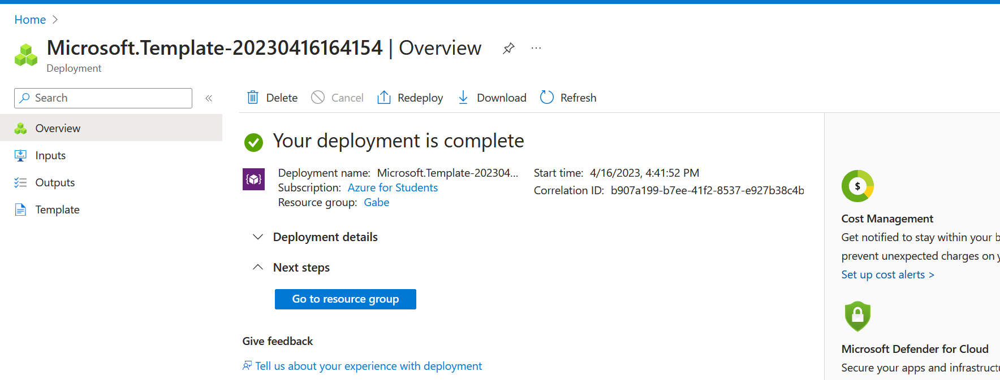 Home
Microsoft.Template-20230416164154 | Overview
Deployment
Search
Overview
Inputs
Outputs
Template
Delete
Cancel
Redeploy
Download
Refresh
Your deployment is complete
Deployment name: Microsoft.Template-202304...
Subscription: Azure for Students
Resource group: Gabe
Start time: 4/16/2023, 4:41:52 PM
Correlation ID: b907a199-b7ee-41f2-8537-e927b38c4b
Deployment details
Next steps
Go to resource group
Give feedback
Tell us about your experience with deployment
$
Cost Management
Get notified to stay within your b
prevent unexpected charges on y
Set up cost alerts >
Microsoft Defender for Cloud
Secure your apps and infrastructu